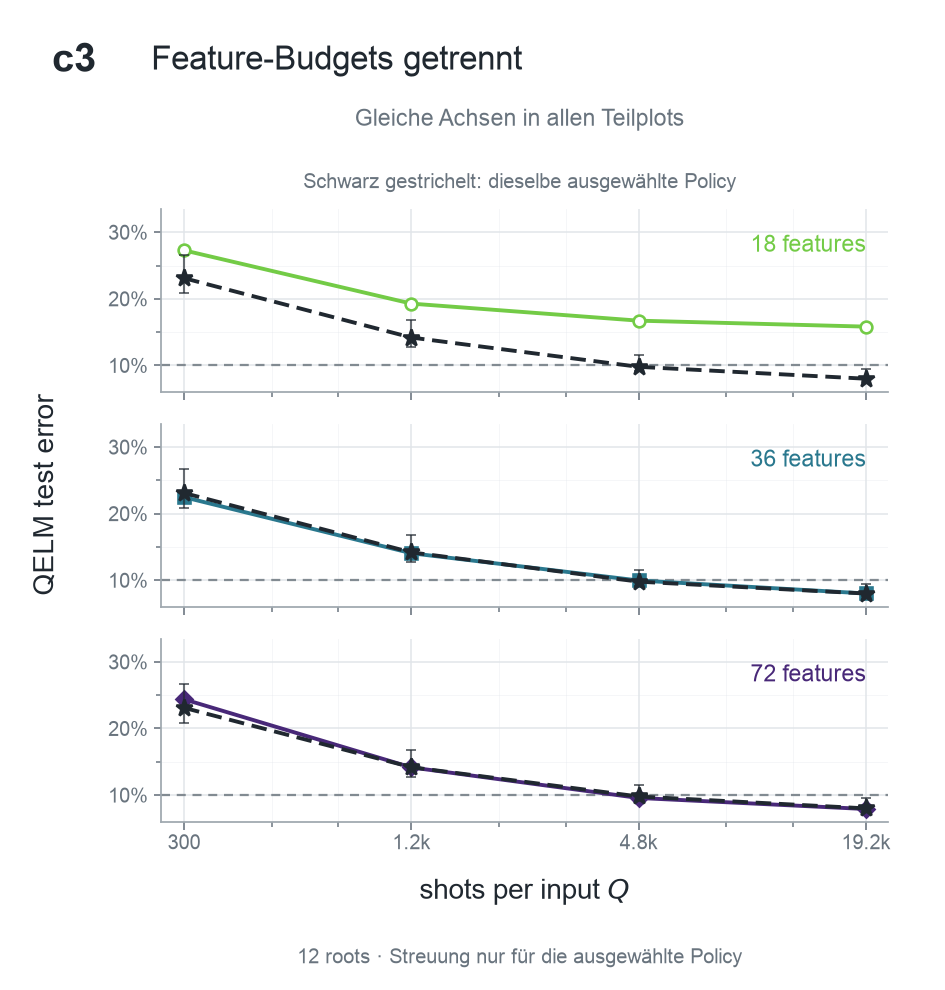 c3 Feature-Budgets getrennt
Gleiche Achsen in allen Teilplots
Schwarz gestrichelt: dieselbe ausgewählte Policy
30%
18 features
20%
10%
QELM test error
30%
36 features
20%
10%
30%
72 features
20%
10%
300 1.2k 4.8k 19.2k
shots per input Q
12 roots · Streuung nur für die ausgewählte Policy